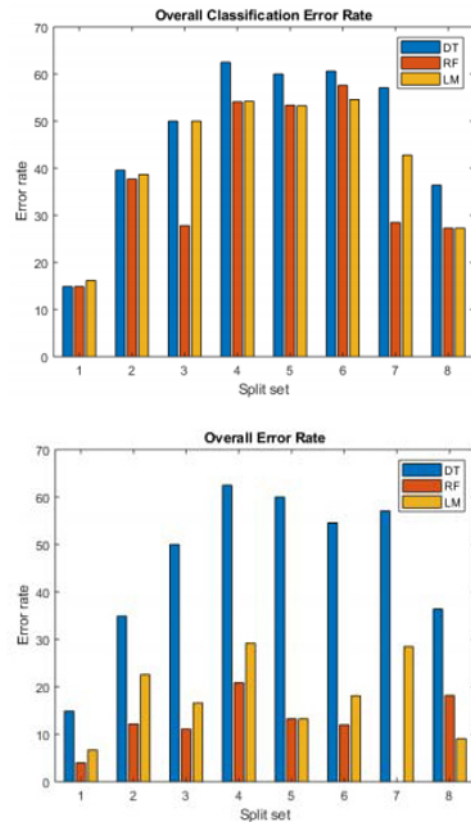 Overall Classification Error Rate
70
60
50
40
30
20
10
0
Error rate
DT
RF
LM
1 2 3 4 5 6 7 8
Split set
Overall Error Rate
70
60
50
40
30
20
10
0
Error rate
DT
RF
LM
1 2 3 4 5 6 7 8
Split set